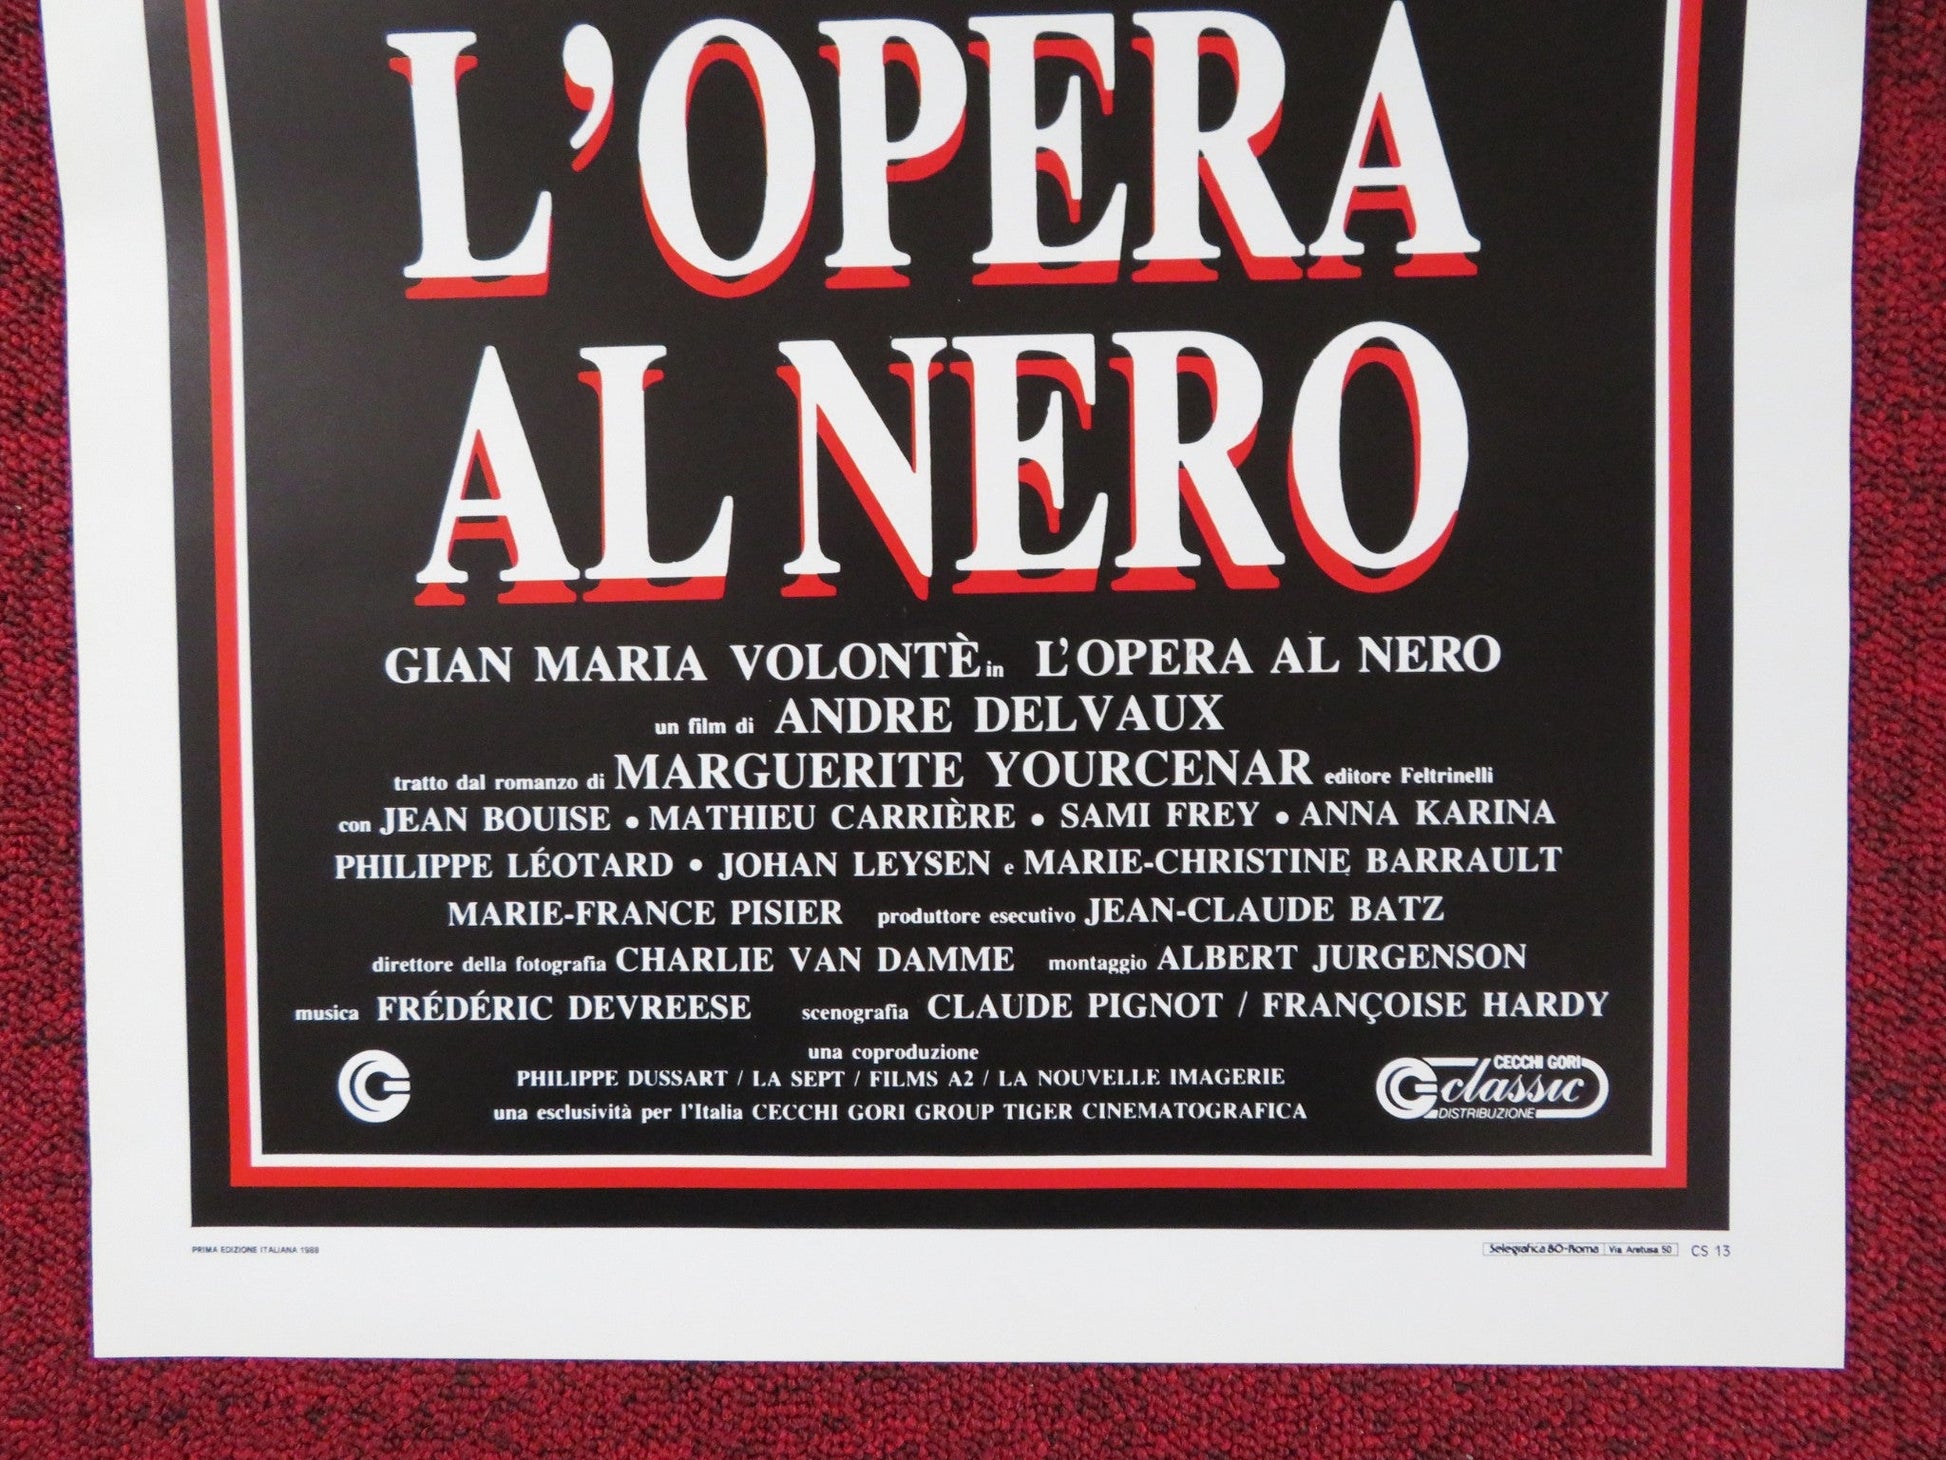 L'OPERA
AL NERO
GIAN MARIA VOLONTÈ in L'OPERA AL NERO
un film di ANDRE DELVAUX
tratto dal romanzo di MARGUERITE YOURCENAR editore Feltrinelli
con JEAN BOUISE • MATHIEU CARRIÈRE • SAMI FREY • ANNA KARINA
PHILIPPE LÉOTARD • JOHAN LEYSEN e MARIE-CHRISTINE BARRAULT
MARIE-FRANCE PISIER produttore esecutivo JEAN-CLAUDE BATZ
direttore della fotografia CHARLIE VAN DAMME montaggio ALBERT JURGENSON
musica FRÉDÉRIC DEVREESE scenografia CLAUDE PIGNOT / FRANÇOISE HARDY
una coproduzione
PHILIPPE DUSSART / LA SEPT / FILMS A2 / LA NOUVELLE IMAGERIE
una esclusività per l'Italia CECCHI GORI GROUP TIGER CINEMATOGRAFICA
CECCHI GORI
classic
DISTRIBUZIONE
PRIMA EDIZIONE ITALIANA 1988
Selegrafica 80-Roma Via Aretusa 50 CS 13